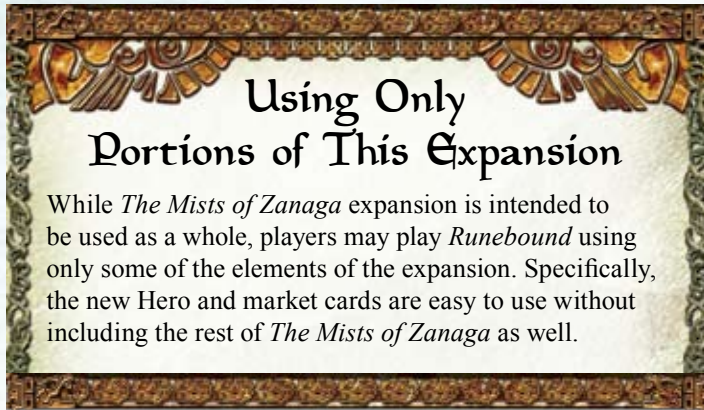 Using Only
Portions of This Expansion
While The Mists of Zanaga expansion is intended to
be used as a whole, players may play Runebound using
only some of the elements of the expansion. Specifically,
the new Hero and market cards are easy to use without
including the rest of The Mists of Zanaga as well.